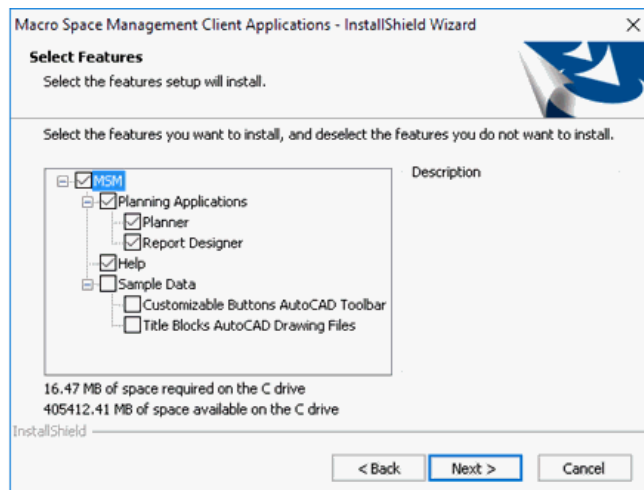 Macro Space Management Client Applications - InstallShield Wizard
Select Features
Select the features setup will install.
Select the features you want to install, and deselect the features you do not want to install.
MSM
Planning Applications
Planner
Report Designer
Help
Sample Data
Customizable Buttons AutoCAD Toolbar
Title Blocks AutoCAD Drawing Files
Description
16.47 MB of space required on the C drive
405412.41 MB of space available on the C drive
InstallShield
< Back Next > Cancel